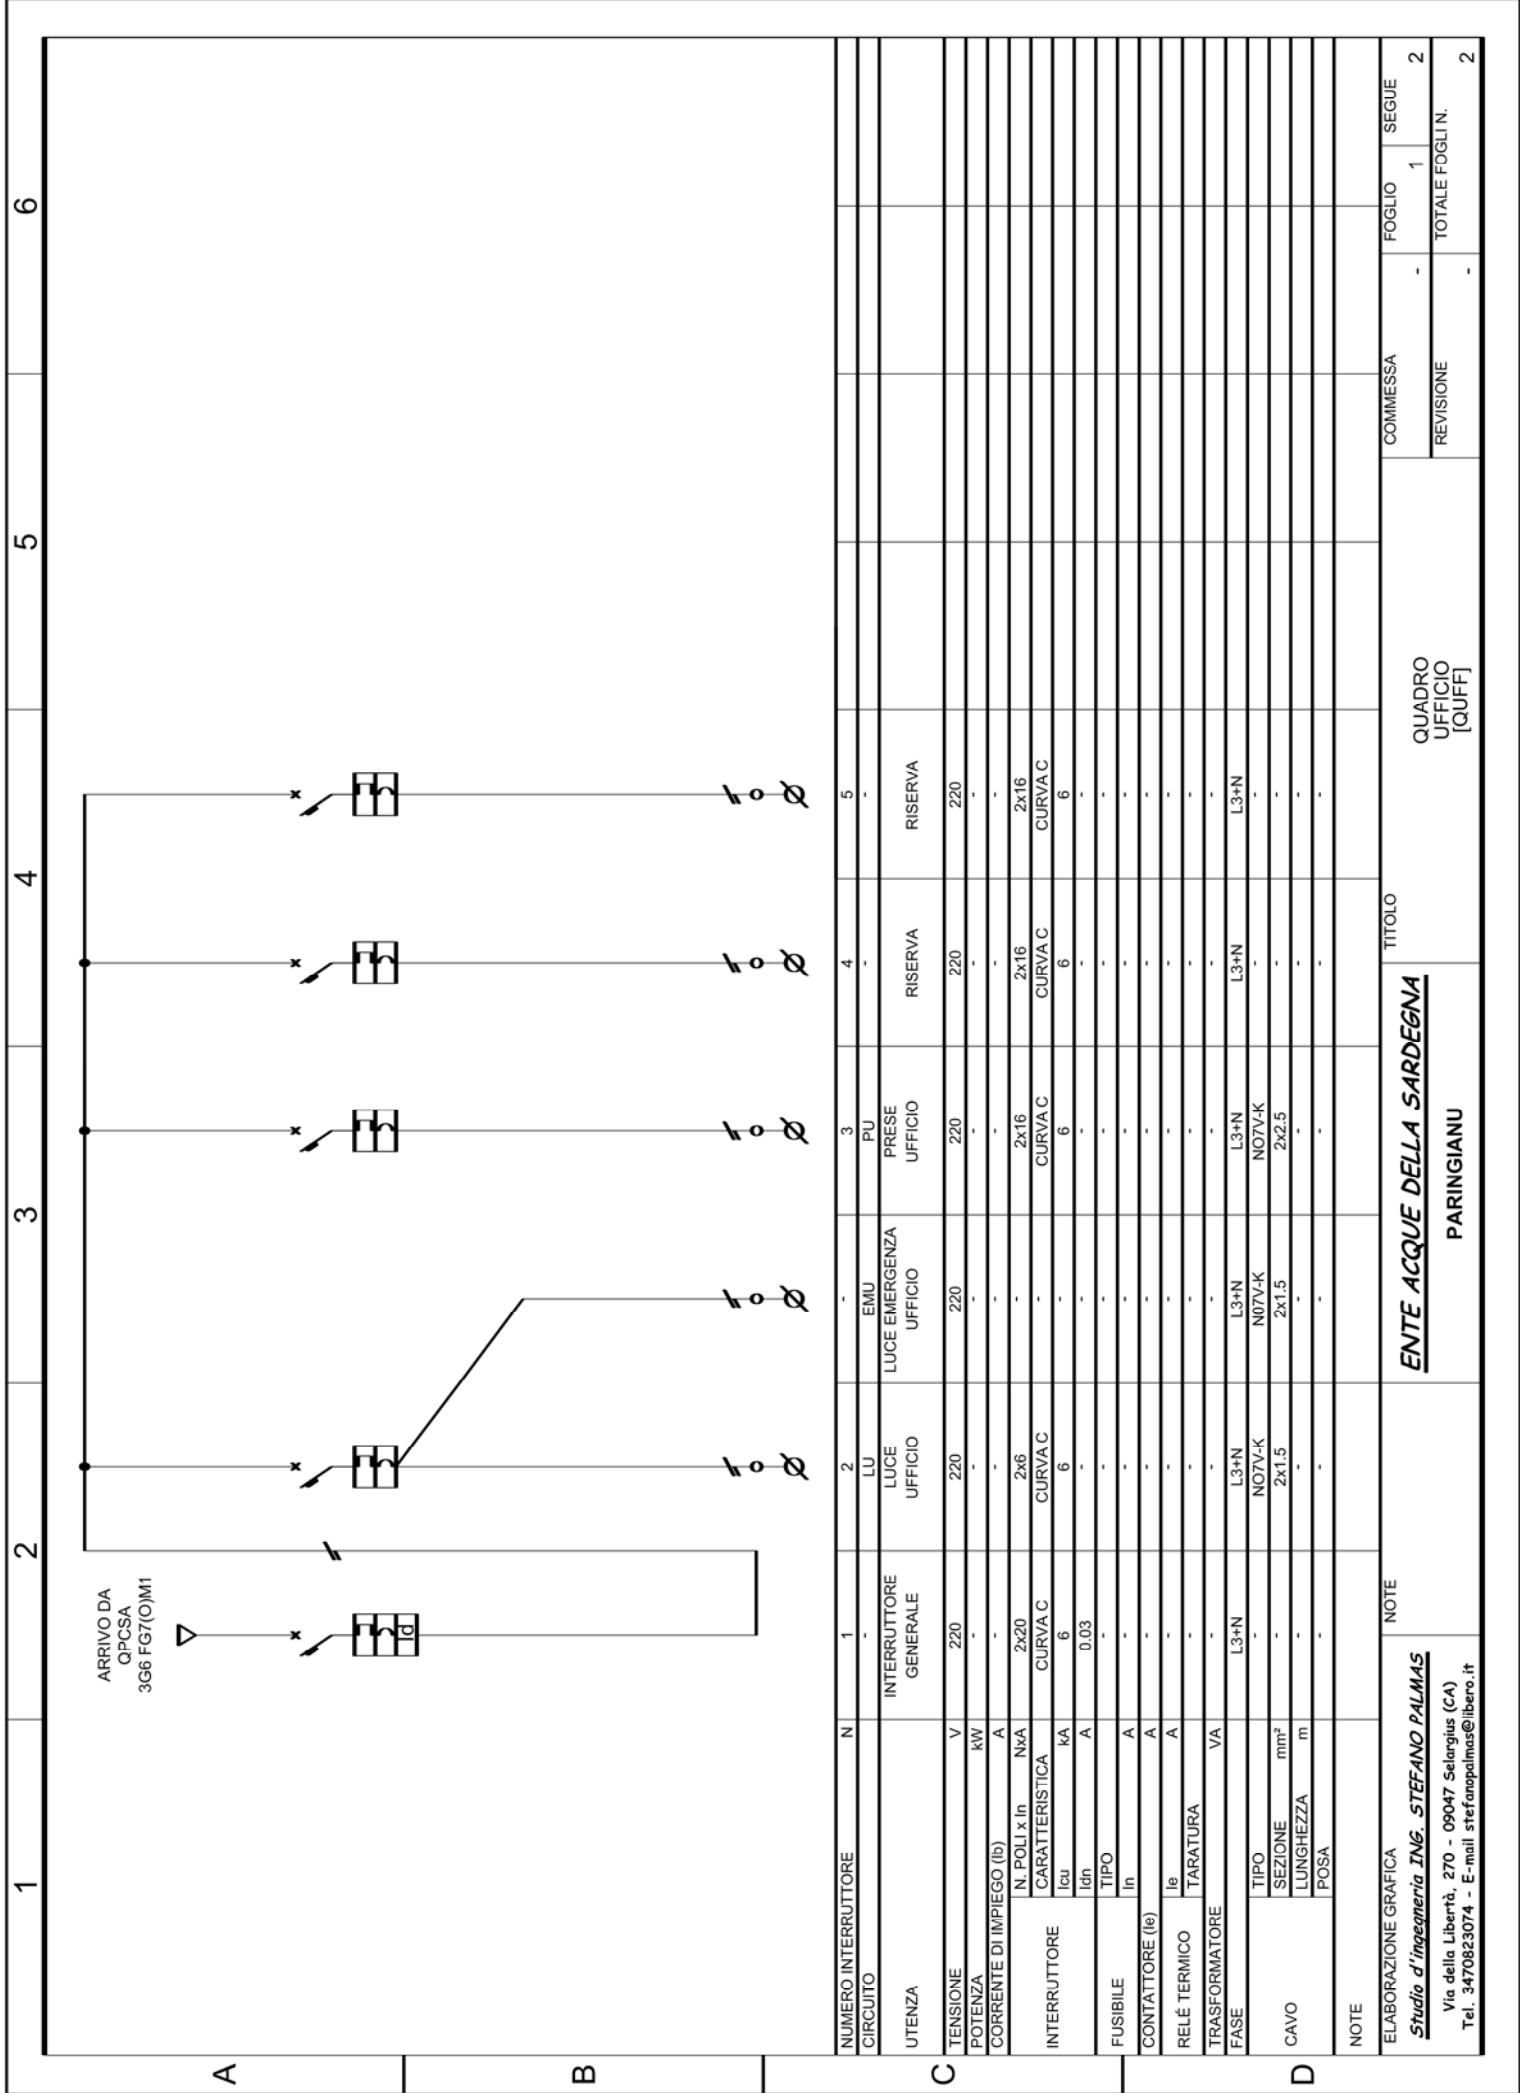 1 2 3 4 5 6
A
B
C
D
ARRIVO DA
QPCSA
3G6 FG7(O)M1
Id
NUMERO INTERRUTTORE N 1 2 - 3 4 5
CIRCUITO - LU EMU PU - -
UTENZA
INTERRUTTORE
GENERALE
LUCE
UFFICIO
LUCE EMERGENZA
UFFICIO
PRESE
UFFICIO
RISERVA
RISERVA
TENSIONE V 220 220 220 220 220 220
POTENZA kW - - - - - -
CORRENTE DI IMPIEGO (Ib) A - - - - - -
INTERRUTTORE
N. POLI x In NxA 2x20 2x6 - 2x16 2x16 2x16
CARATTERISTICA CURVA C CURVA C - CURVA C CURVA C CURVA C
Icu kA 6 6 - 6 6 6
Idn A 0.03 - - - - -
FUSIBILE
TIPO - - - - - -
In A - - - - - -
CONTATTORE (Ie) A - - - - - -
RELÉ TERMICO
Ie A - - - - - -
TARATURA - - - - - -
TRASFORMATORE VA - - - - - -
FASE L3+N L3+N L3+N L3+N L3+N L3+N
CAVO
TIPO - NO7V-K N07V-K NO7V-K - -
SEZIONE mm² - 2x1.5 2x1.5 2x2.5 - -
LUNGHEZZA m - - - - - -
POSA - - - - - -
NOTE
ELABORAZIONE GRAFICA
Studio d'ingegneria ING. STEFANO PALMAS
Via della Libertà, 270 - 09047 Selargius (CA)
Tel. 3470823074 - E-mail stefanopalmas@libero.it
NOTE
ENTE ACQUE DELLA SARDEGNA
PARINGIANU
TITOLO
QUADRO
UFFICIO
[QUFF]
COMMESSA -
FOGLIO 1
SEGUE 2
REVISIONE -
TOTALE FOGLI N. 2